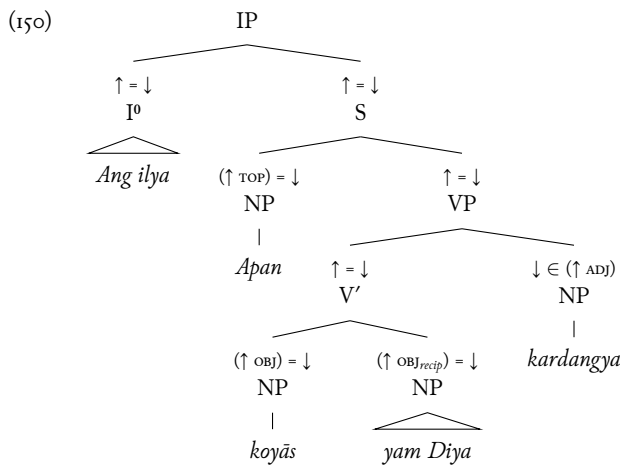 (150) IP
↑ = ↓ ↑ = ↓
I⁰ S
Ang ilya (↑ TOP) = ↓ ↑ = ↓
NP VP
Apan ↑ = ↓ ↓ ∈ (↑ ADJ)
V′ NP
(↑ OBJ) = ↓ (↑ OBJrecip) = ↓ kardangya
NP NP
koyās yam Diya